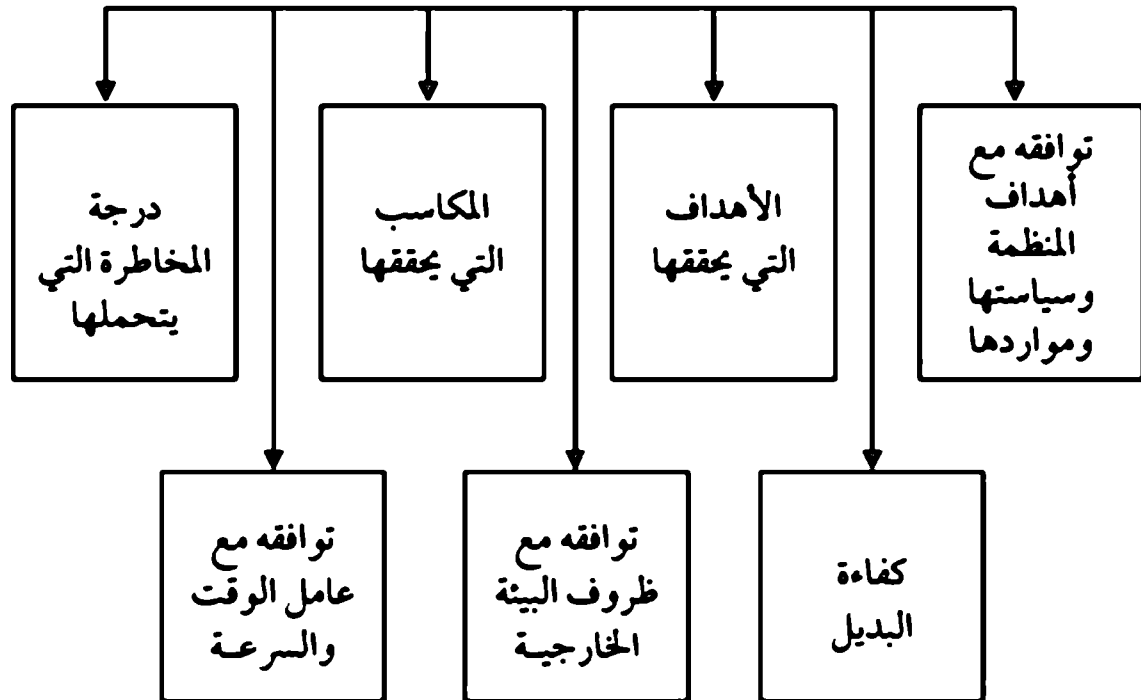 توافقه مع
أهداف
المنظمة
وسياستها
ومواردها
الأهداف
التي يحققها
المكاسب
التي يحققها
درجة
المخاطرة التي
يتحملها
كفاءة
البديل
توافقه مع
ظروف البيئة
الخارجية
توافقه مع
عامل الوقت
والسرعة